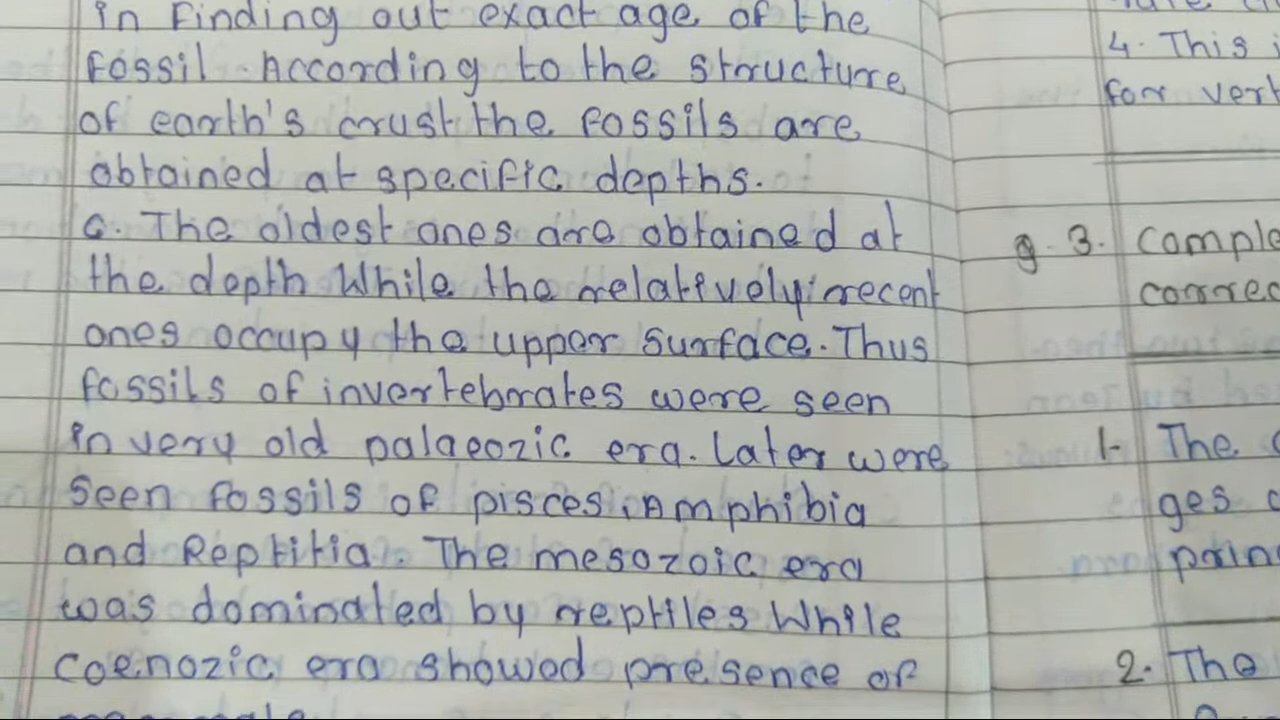 in finding out exact age of the
fossil. According to the structure
of earth's crust the fossils are
obtained at specific depths.
c. The oldest ones are obtained at
the depth While the relatively recent
ones occupy the upper surface. Thus
fossils of invertebrates were seen
in very old palaeozic era. Later were
seen fossils of pisces, Amphibia
and Reptitia. The mesozoic era
was dominated by reptiles While
coenozic era showed presence of
4. This i
for vert
g. 3. comple
correc
1. The
ges
prin
2. The